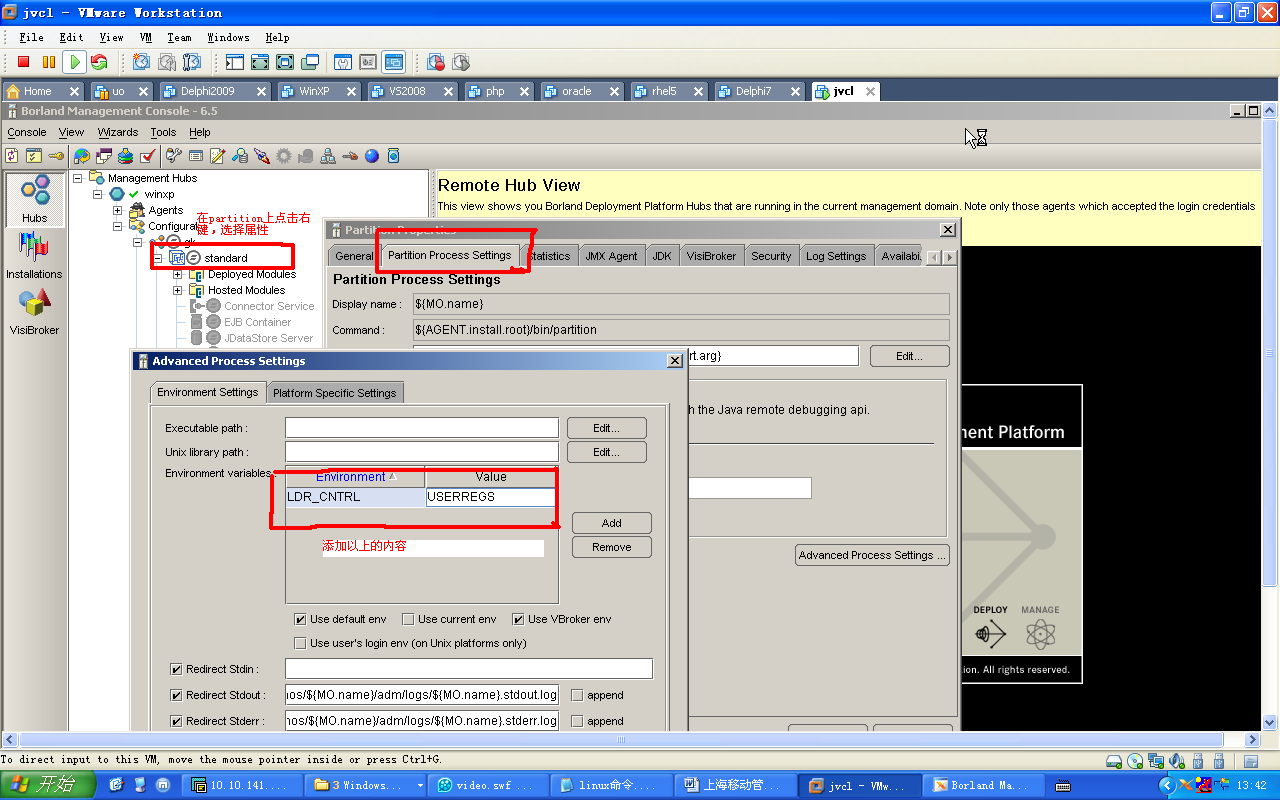 jvcl - VMware Workstation
File Edit View VM Team Windows Help
Home uo Delphi2009 WinXP VS2008 php oracle rhel5 Delphi7 jvcl
Borland Management Console - 6.5
Console View Wizards Tools Help
Hubs
Installations
VisiBroker
Management Hubs
winxp
Agents
在partition上点击右
键，选择属性
standard
Deployed Modules
Hosted Modules
Connector Service
EJB Container
JDataStore Server
Remote Hub View
This view shows you Borland Deployment Platform Hubs that are running in the current management domain. Note only those agents which accepted the login credentials
Partition Properties
General Partition Process Settings Statistics JMX Agent JDK VisiBroker Security Log Settings
Partition Process Settings
Display name : ${MO.name}
Command : ${AGENT.install.root}/bin/partition
rt.arg} Edit...
h the Java remote debugging api.
Advanced Process Settings ...
Advanced Process Settings
Environment Settings Platform Specific Settings
Executable path : Edit...
Unix library path : Edit...
Environment variables
Environment Value
LDR_CNTRL USERREGS
Add
Remove
添加以上的内容
Use default env Use current env Use VBroker env
Use user's login env (on Unix platforms only)
Redirect Stdin :
Redirect Stdout : nos/${MO.name}/adm/logs/${MO.name}.stdout.log append
Redirect Stderr : nos/${MO.name}/adm/logs/${MO.name}.stderr.log append
ment Platform
DEPLOY MANAGE
tion. All rights reserved.
To direct input to this VM, move the mouse pointer inside or press Ctrl+G.
开始 10.10.141.... 3 Windows... video.swf ... linux命令.... 上海移动管... jvcl - VMw... Borland Ma... 13:42